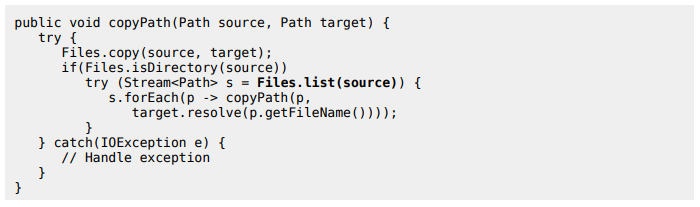 public void copyPath(Path source, Path target) {
   try {
      Files.copy(source, target);
      if(Files.isDirectory(source))
         try (Stream<Path> s = Files.list(source)) {
            s.forEach(p -> copyPath(p,
               target.resolve(p.getFileName())));
         }
   } catch(IOException e) {
      // Handle exception
   }
}